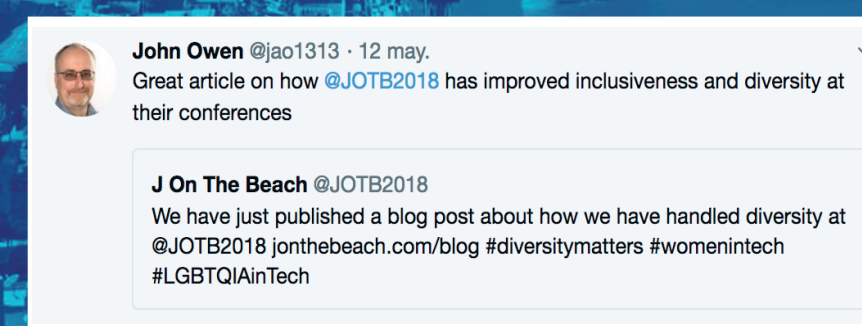 John Owen @jao1313 · 12 may.
Great article on how @JOTB2018 has improved inclusiveness and diversity at
their conferences
J On The Beach @JOTB2018
We have just published a blog post about how we have handled diversity at
@JOTB2018 jonthebeach.com/blog #diversitymatters #womenintech
#LGBTQIAinTech